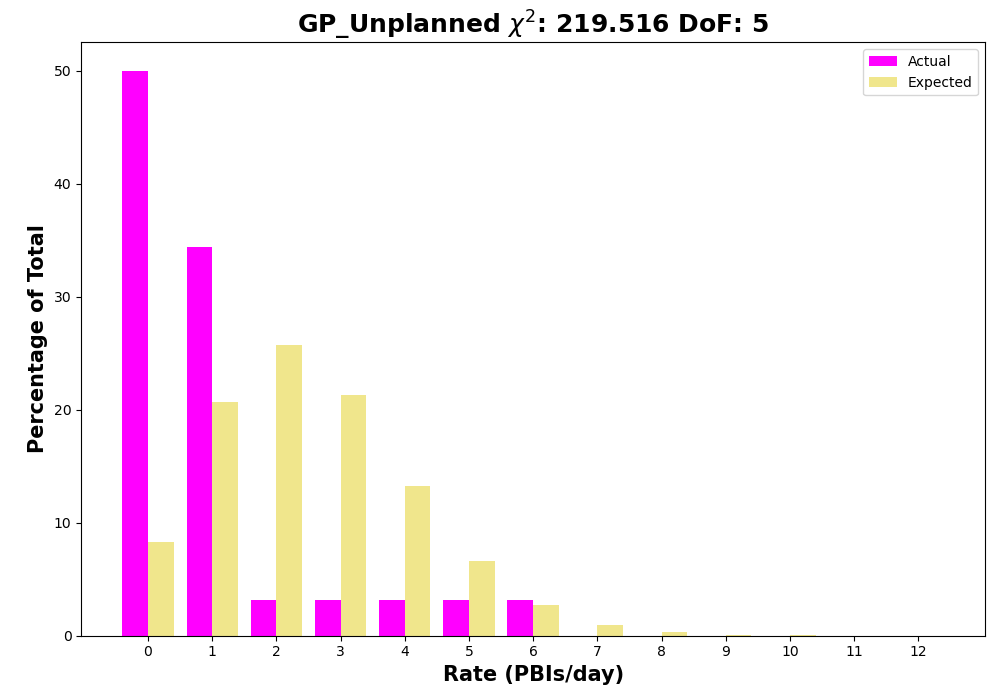 GP_Unplanned χ²: 219.516 DoF: 5
Actual
Expected
Percentage of Total
50
40
30
20
10
0
0 1 2 3 4 5 6 7 8 9 10 11 12
Rate (PBIs/day)